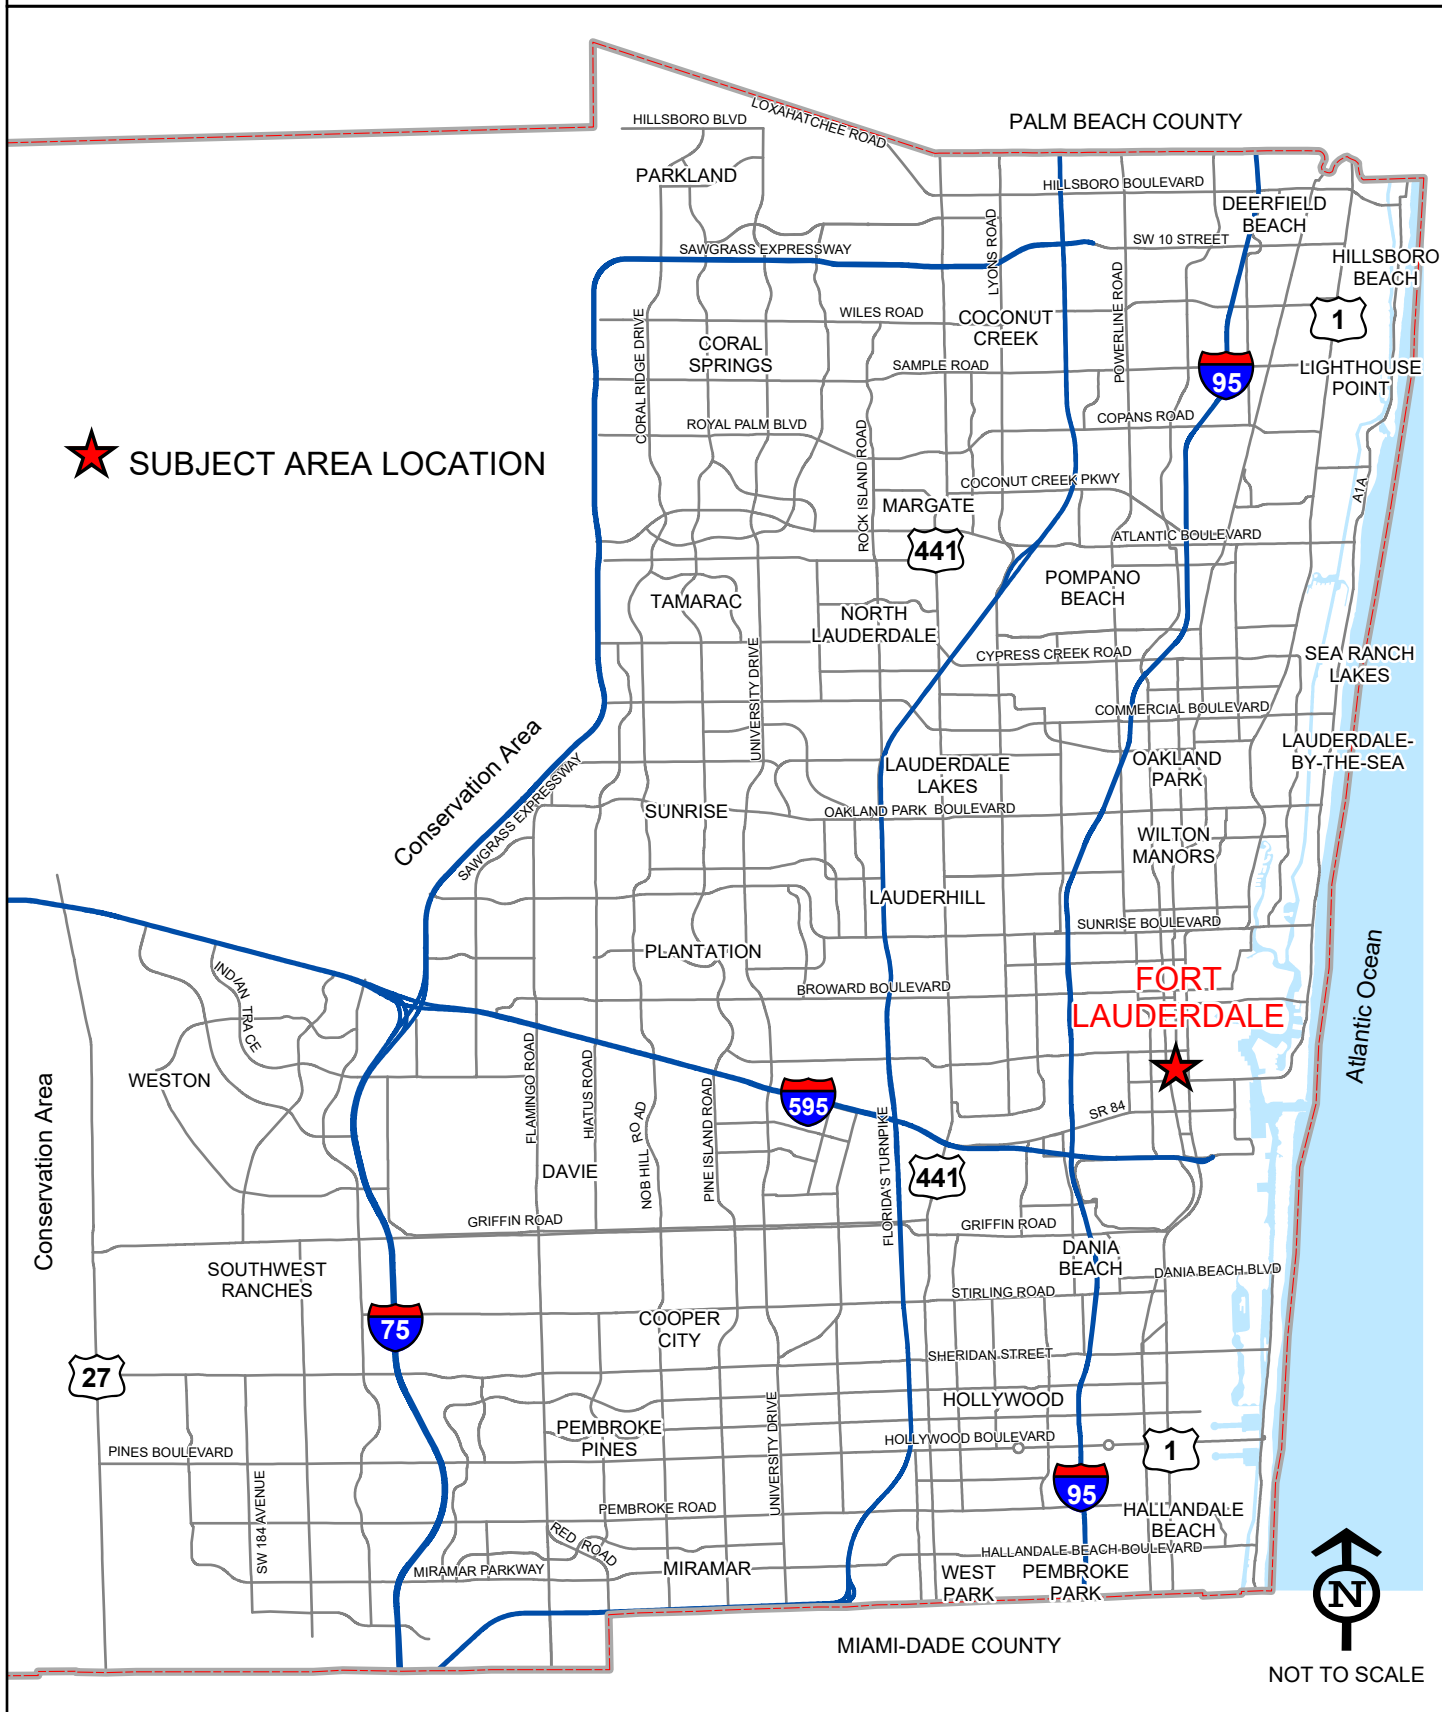 LOXAHATCHEE ROAD
HILLSBORO BLVD
PALM BEACH COUNTY
PARKLAND
HILLSBORO BOULEVARD
DEERFIELD
BEACH
SW 10 STREET
SAWGRASS EXPRESSWAY
LYONS ROAD
HILLSBORO
BEACH
POWERLINE ROAD
WILES ROAD
COCONUT
CREEK
1
CORAL RIDGE DRIVE
CORAL
SPRINGS
SAMPLE ROAD
95
LIGHTHOUSE
POINT
COPANS ROAD
ROYAL PALM BLVD
ROCK ISLAND ROAD
SUBJECT AREA LOCATION
COCONUT CREEK PKWY
A1A
MARGATE
441
ATLANTIC BOULEVARD
POMPANO
BEACH
TAMARAC
NORTH
LAUDERDALE
UNIVERSITY DRIVE
CYPRESS CREEK ROAD
SEA RANCH
LAKES
COMMERCIAL BOULEVARD
LAUDERDALE-
BY-THE-SEA
Conservation Area
SAWGRASS EXPRESSWAY
LAUDERDALE
LAKES
OAKLAND
PARK
SUNRISE
OAKLAND PARK BOULEVARD
WILTON
MANORS
LAUDERHILL
SUNRISE BOULEVARD
PLANTATION
Atlantic Ocean
INDIAN TRACE
BROWARD BOULEVARD
FORT
LAUDERDALE
WESTON
Conservation Area
FLAMINGO ROAD
HIATUS ROAD
NOB HILL ROAD
PINE ISLAND ROAD
595
FLORIDA'S TURNPIKE
SR 84
DAVIE
441
GRIFFIN ROAD
GRIFFIN ROAD
DANIA
BEACH
DANIA BEACH BLVD
SOUTHWEST
RANCHES
STIRLING ROAD
75
COOPER
CITY
SHERIDAN STREET
27
HOLLYWOOD
UNIVERSITY DRIVE
PEMBROKE
PINES
HOLLYWOOD BOULEVARD
1
PINES BOULEVARD
SW 184 AVENUE
95
PEMBROKE ROAD
HALLANDALE
BEACH
RED ROAD
HALLANDALE BEACH BOULEVARD
MIRAMAR PARKWAY
MIRAMAR
WEST
PARK
PEMBROKE
PARK
N
MIAMI-DADE COUNTY
NOT TO SCALE